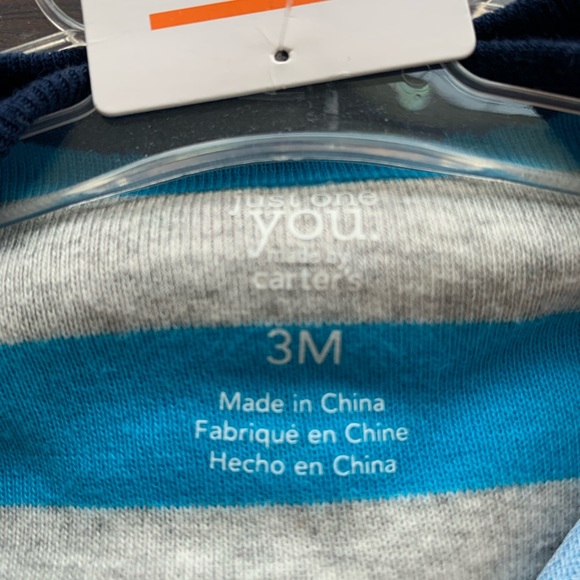 just one
you.
made by
carter's
3M
Made in China
Fabriqué en Chine
Hecho en China